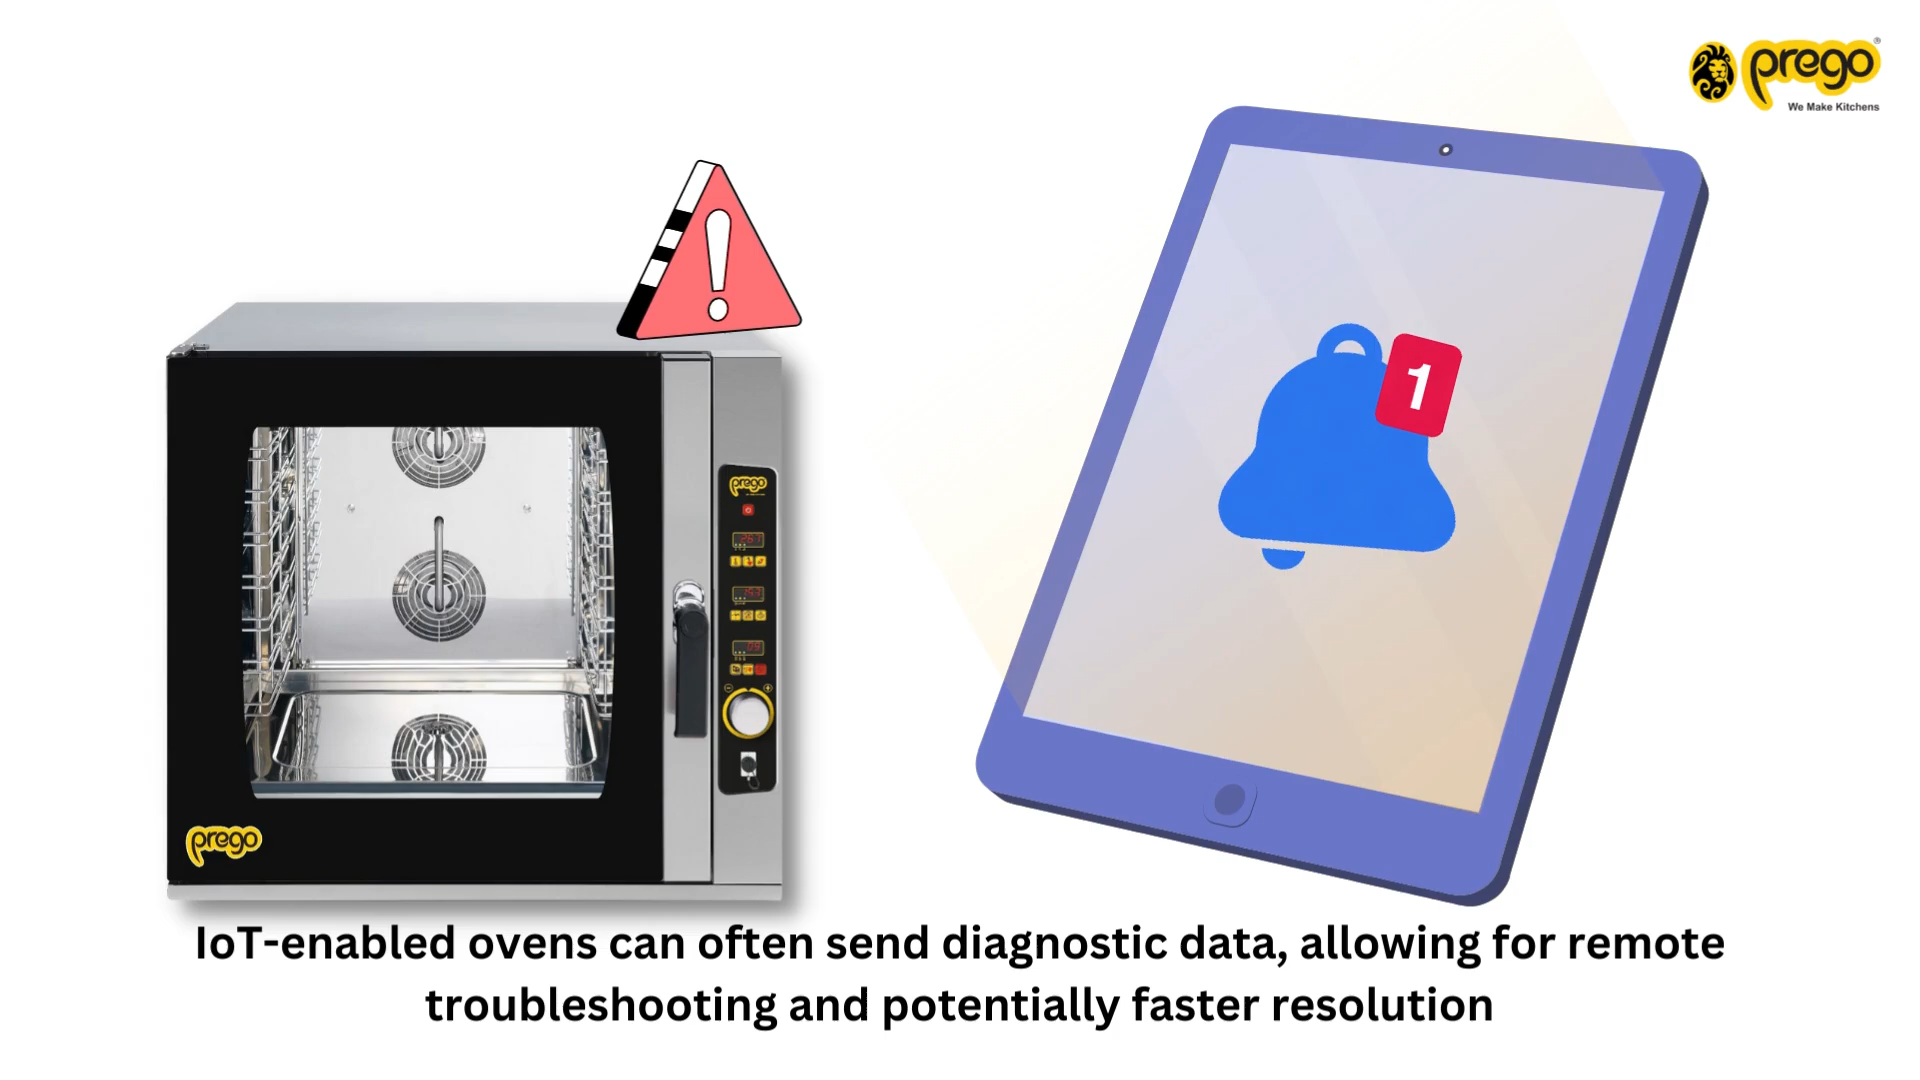 prego
We Make Kitchens
1
prego
prego
IoT-enabled ovens can often send diagnostic data, allowing for remote
troubleshooting and potentially faster resolution